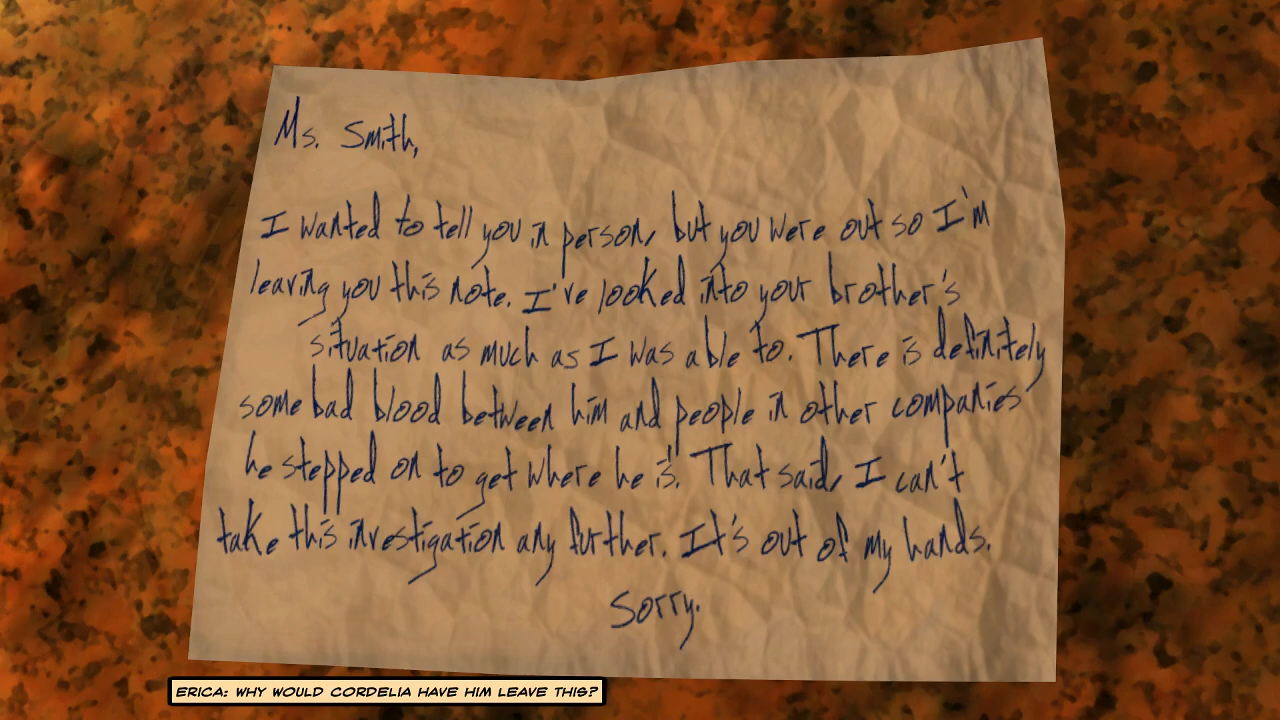 Ms. Smith,
I wanted to tell you in person, but you were out so I'm
leaving you this note. I've looked into your brother's
situation as much as I was able to. There is definitely
some bad blood between him and people in other companies
he stepped on to get where he is. That said, I can't
take this investigation any further. It's out of my hands.
Sorry.
ERICA: WHY WOULD CORDELIA HAVE HIM LEAVE THIS?